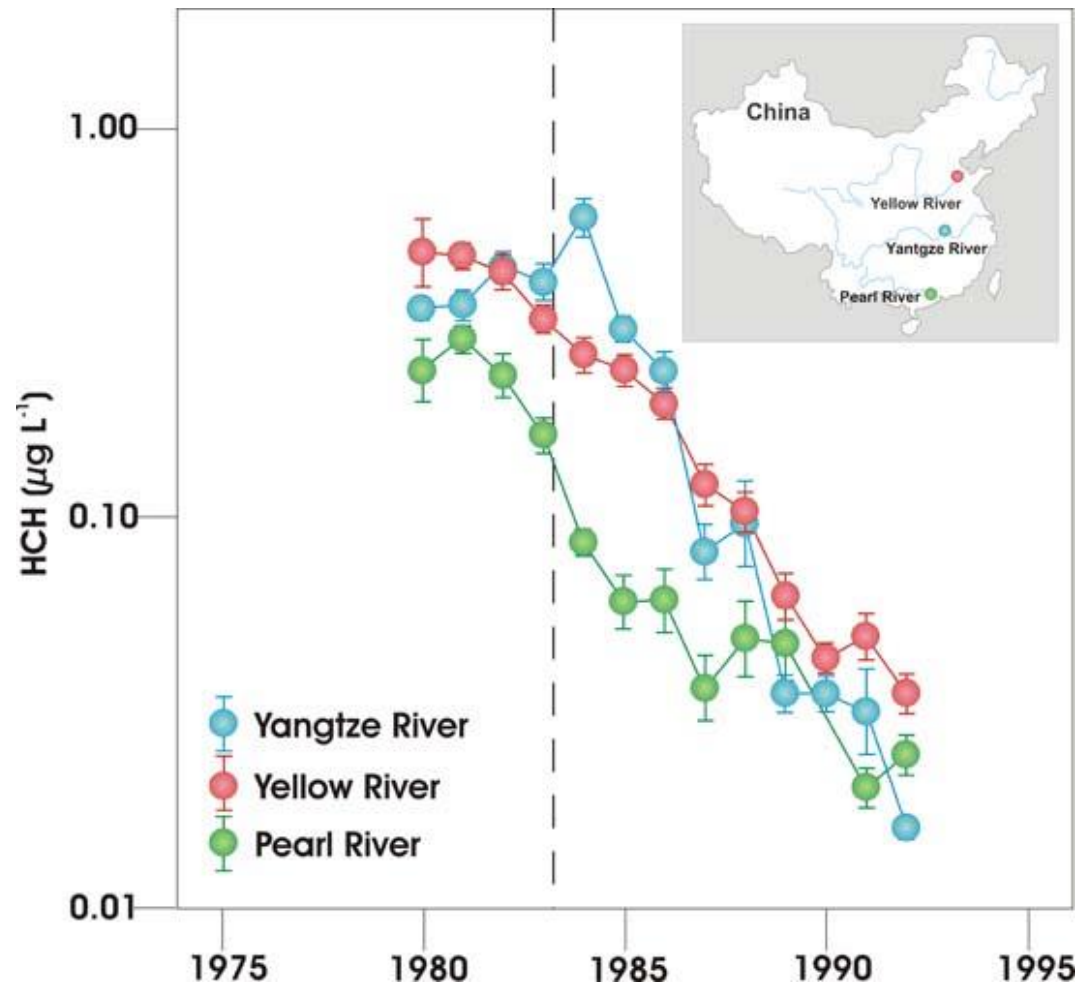 China
Yellow River
Yantgze River
Pearl River
1.00
0.10
0.01
HCH (µg L⁻¹)
Yangtze River
Yellow River
Pearl River
1975
1980
1985
1990
1995